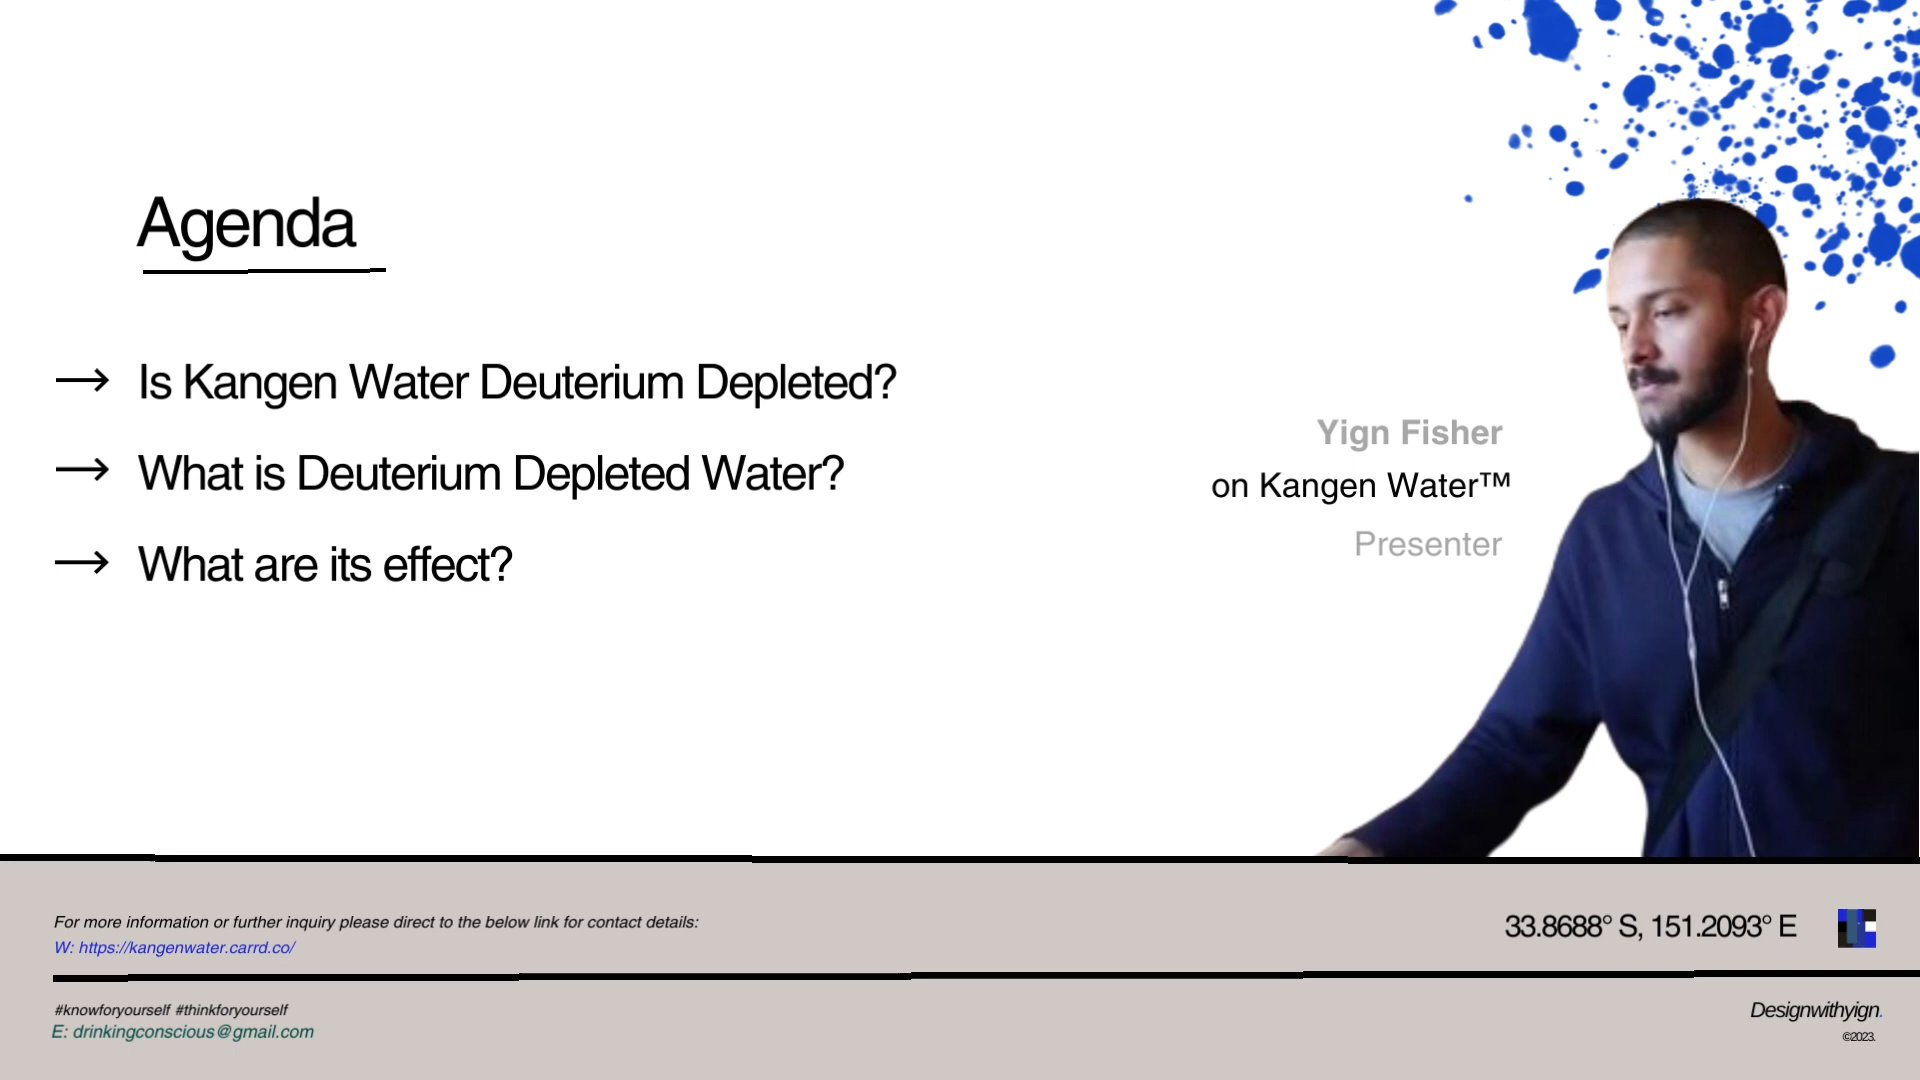 Agenda
Is Kangen Water Deuterium Depleted?
What is Deuterium Depleted Water?
What are its effect?
Yign Fisher
on Kangen Water™
Presenter
For more information or further inquiry please direct to the below link for contact details:
W: https://kangenwater.carrd.co/
33.8688° S, 151.2093° E
#knowforyourself #thinkforyourself
E: drinkingconscious@gmail.com
Designwithyign.
©2023.